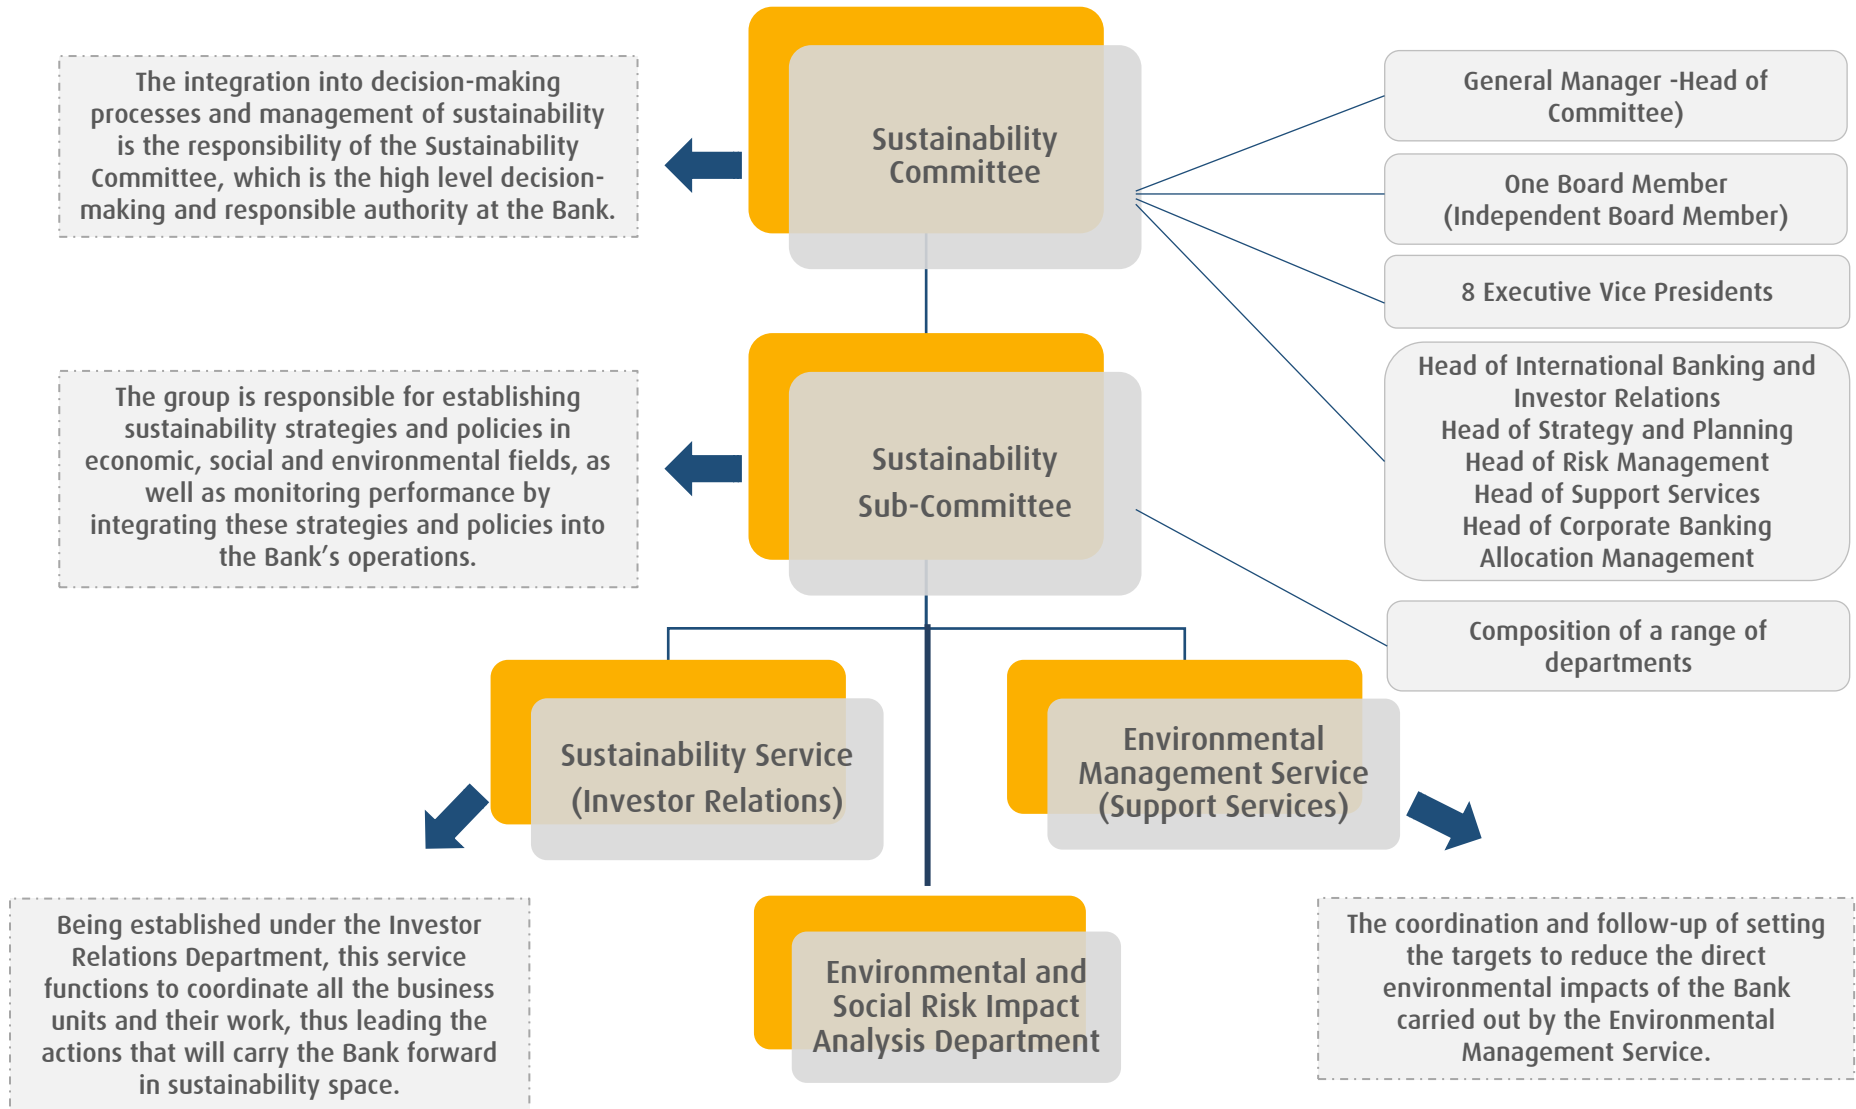 The integration into decision-making
processes and management of sustainability
is the responsibility of the Sustainability
Committee, which is the high level decision-
making and responsible authority at the Bank.
Sustainability
Committee
General Manager -Head of
Committee)
One Board Member
(Independent Board Member)
8 Executive Vice Presidents
Head of International Banking and
Investor Relations
Head of Strategy and Planning
Head of Risk Management
Head of Support Services
Head of Corporate Banking
Allocation Management
The group is responsible for establishing
sustainability strategies and policies in
economic, social and environmental fields, as
well as monitoring performance by
integrating these strategies and policies into
the Bank’s operations.
Sustainability
Sub-Committee
Composition of a range of
departments
Sustainability Service
(Investor Relations)
Environmental
Management Service
(Support Services)
Being established under the Investor
Relations Department, this service
functions to coordinate all the business
units and their work, thus leading the
actions that will carry the Bank forward
in sustainability space.
Environmental and
Social Risk Impact
Analysis Department
The coordination and follow-up of setting
the targets to reduce the direct
environmental impacts of the Bank
carried out by the Environmental
Management Service.